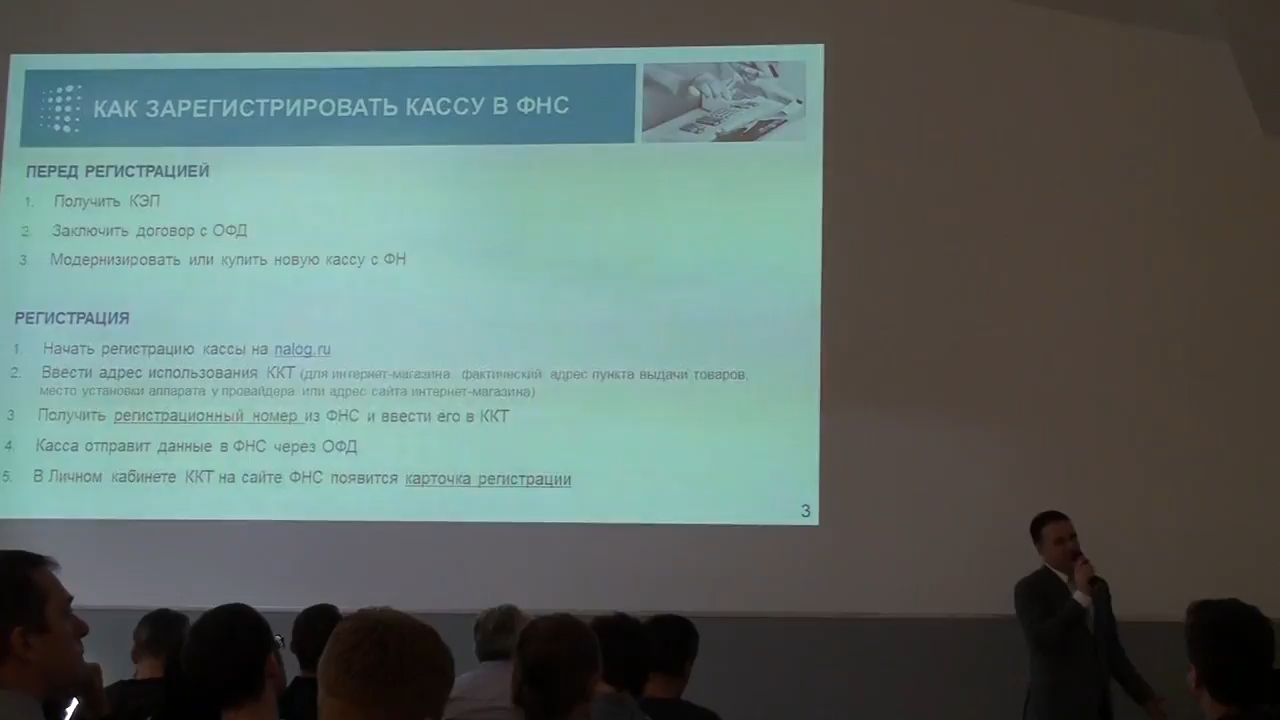 КАК ЗАРЕГИСТРИРОВАТЬ КАССУ В ФНС
ПЕРЕД РЕГИСТРАЦИЕЙ
1. Получить КЭП
2. Заключить договор с ОФД
3. Модернизировать или купить новую кассу с ФН
РЕГИСТРАЦИЯ
1. Начать регистрацию кассы на nalog.ru
2. Ввести адрес использования ККТ (для интернет-магазина: фактический адрес пункта выдачи товаров,
место установки аппарата у провайдера или адрес сайта интернет-магазина)
3 Получить регистрационный номер из ФНС и ввести его в ККТ
4. Касса отправит данные в ФНС через ОФД
5. В Личном кабинете ККТ на сайте ФНС появится карточка регистрации
3